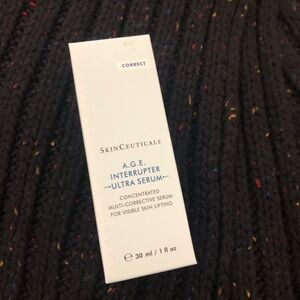 CORRECT
SKINCEUTICALS
A.G.E.
INTERRUPTER
ULTRA SERUM
CONCENTRATED
MULTI-CORRECTIVE SERUM
FOR VISIBLE SKIN LIFTING
℮ 30 ml / 1 fl oz